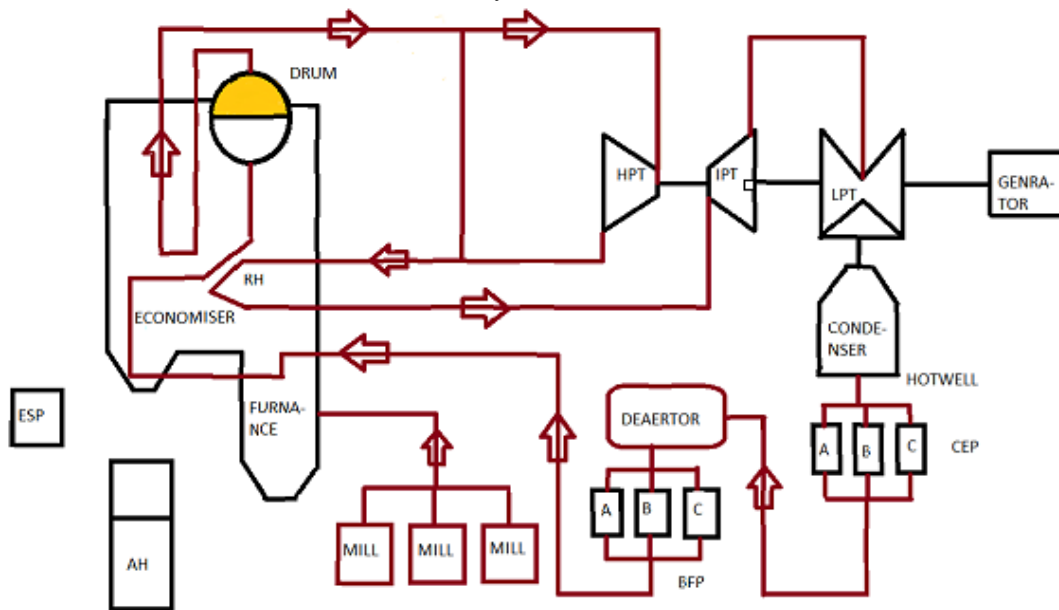 DRUM
HPT
IPT
LPT
GENRA-
TOR
RH
ECONOMISER
CONDE-
NSER
HOTWELL
ESP
FURNA-
NCE
DEAERTOR
A
B
C
CEP
A
B
C
BFP
MILL
MILL
MILL
AH